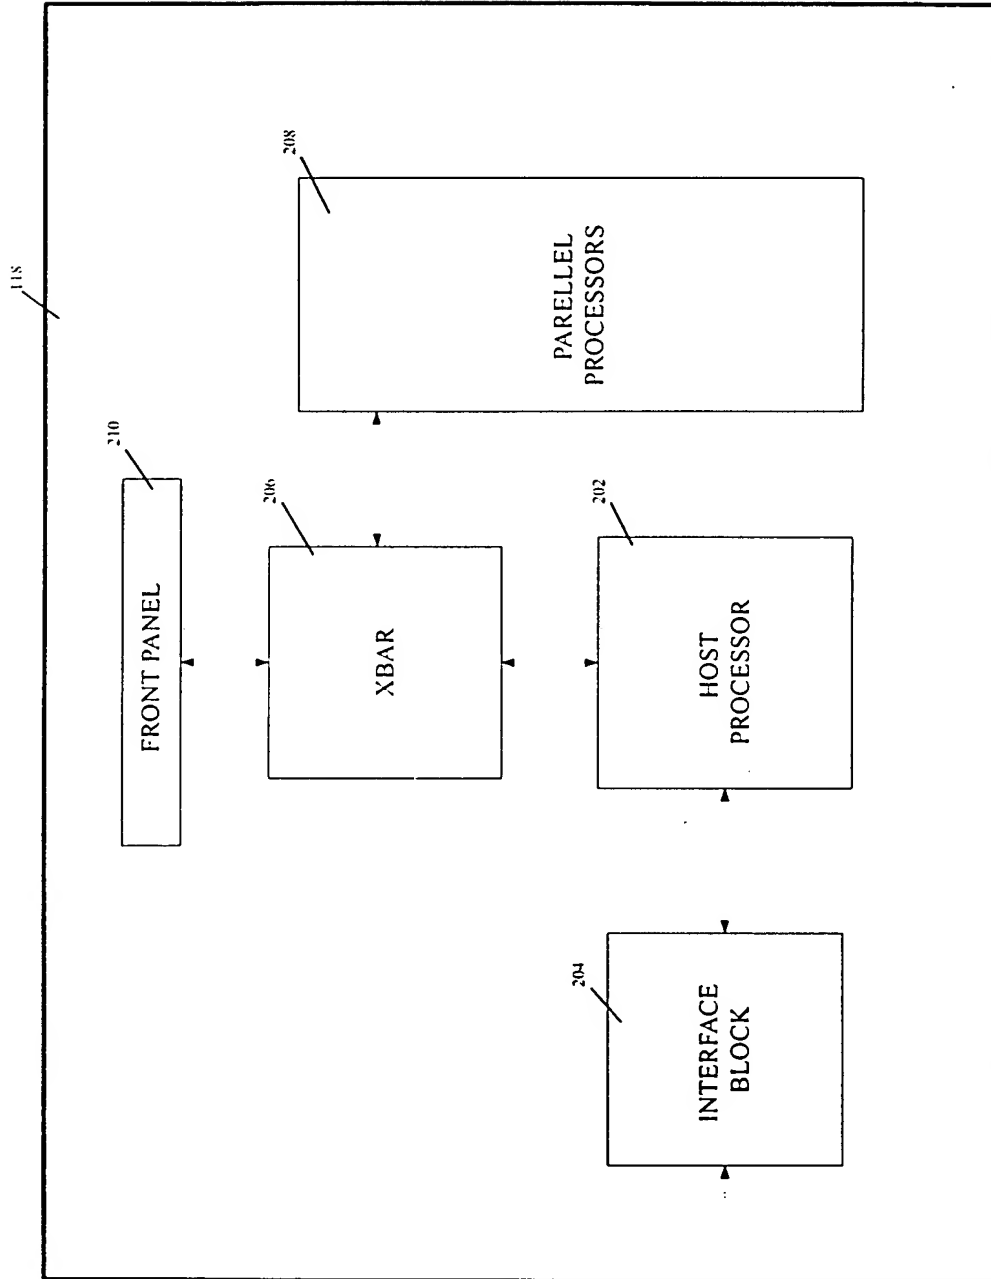 118
210
FRONT PANEL
208
PARELLEL
PROCESSORS
206
XBAR
202
HOST
PROCESSOR
204
INTERFACE
BLOCK